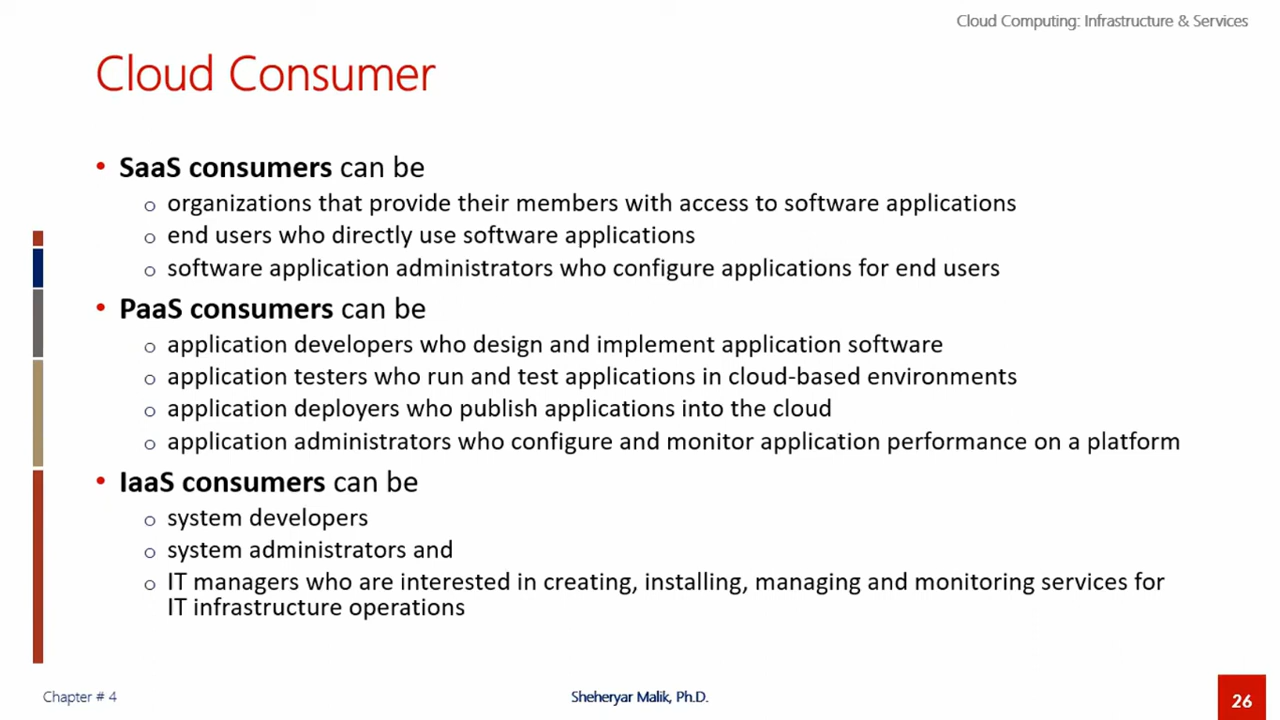 Cloud Computing: Infrastructure & Services
Cloud Consumer
• SaaS consumers can be
o organizations that provide their members with access to software applications
o end users who directly use software applications
o software application administrators who configure applications for end users
• PaaS consumers can be
o application developers who design and implement application software
o application testers who run and test applications in cloud-based environments
o application deployers who publish applications into the cloud
o application administrators who configure and monitor application performance on a platform
• IaaS consumers can be
o system developers
o system administrators and
o IT managers who are interested in creating, installing, managing and monitoring services for
IT infrastructure operations
Chapter # 4
Sheheryar Malik, Ph.D.
26